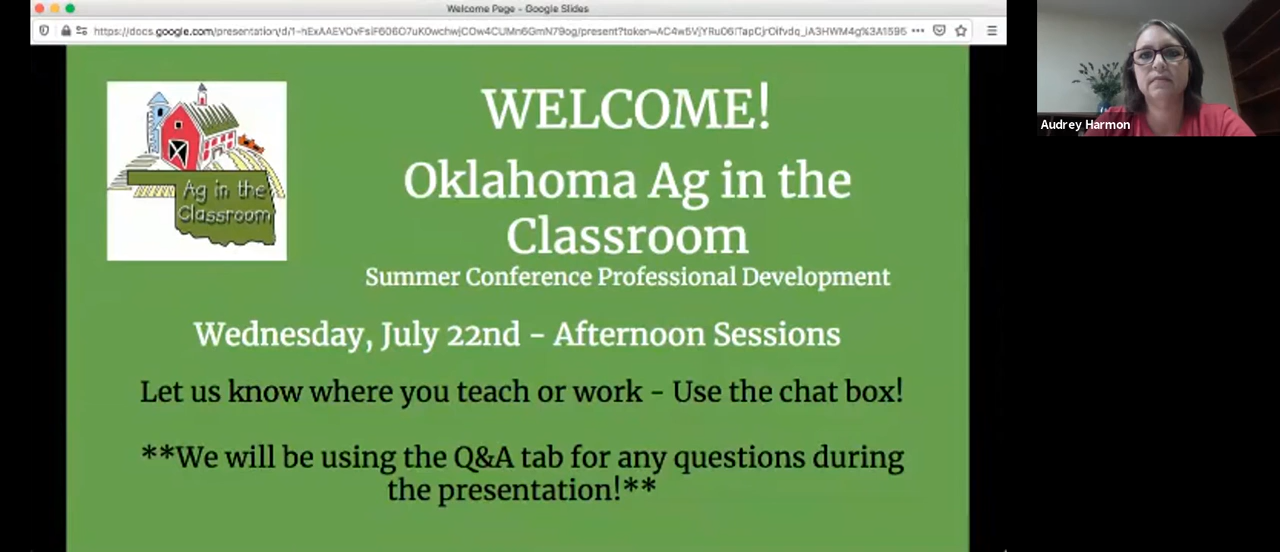 Welcome Page - Google Slides
WELCOME!
Oklahoma Ag in the
Classroom
Summer Conference Professional Development
Ag in the
Classroom
Wednesday, July 22nd - Afternoon Sessions
Let us know where you teach or work - Use the chat box!
**We will be using the Q&A tab for any questions during
the presentation!**
Audrey Harmon